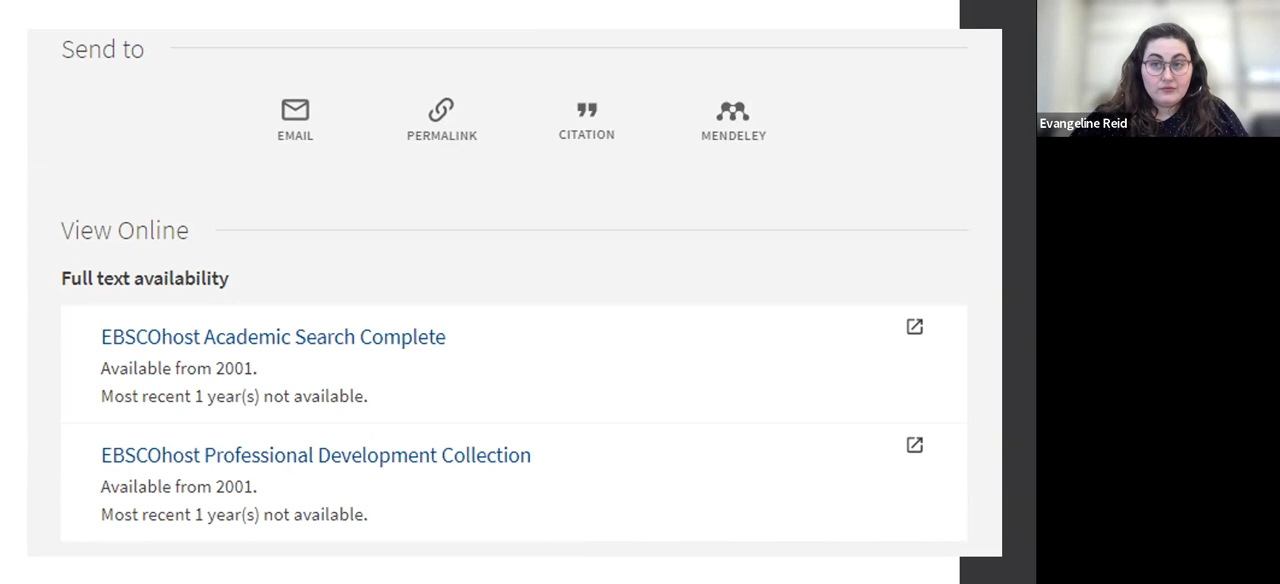 Send to
EMAIL PERMALINK CITATION MENDELEY
View Online
Full text availability
EBSCOhost Academic Search Complete
Available from 2001.
Most recent 1 year(s) not available.
EBSCOhost Professional Development Collection
Available from 2001.
Most recent 1 year(s) not available.
Evangeline Reid